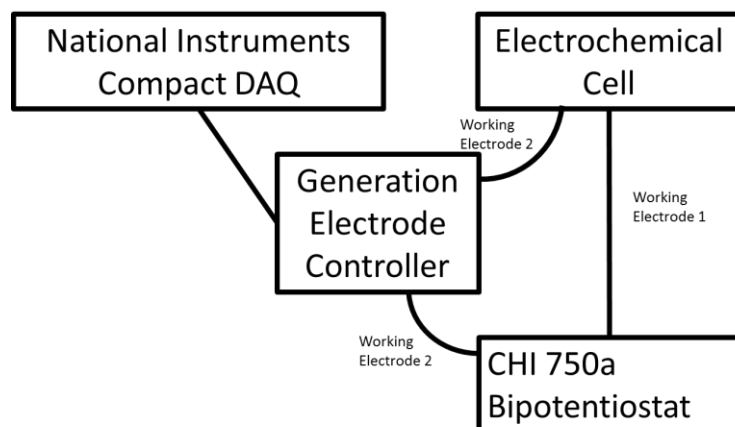 National Instruments
Compact DAQ
Electrochemical
Cell
Working
Electrode 2
Generation
Electrode
Controller
Working
Electrode 1
Working
Electrode 2
CHI 750a
Bipotentiostat